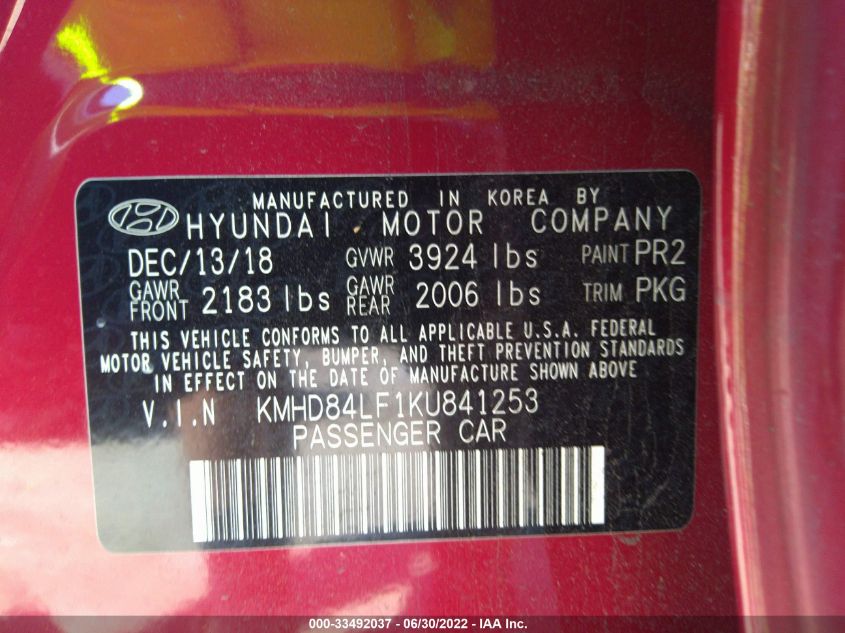 MANUFACTURED IN KOREA BY
HYUNDAI MOTOR COMPANY
DEC/13/18 GVWR 3924 lbs PAINT PR2
GAWR FRONT 2183 lbs GAWR REAR 2006 lbs TRIM PKG
THIS VEHICLE CONFORMS TO ALL APPLICABLE U.S.A. FEDERAL
MOTOR VEHICLE SAFETY, BUMPER, AND THEFT PREVENTION STANDARDS
IN EFFECT ON THE DATE OF MANUFACTURE SHOWN ABOVE
V.I.N KMHD84LF1KU841253
PASSENGER CAR
000-33492037 - 06/30/2022 - IAA Inc.